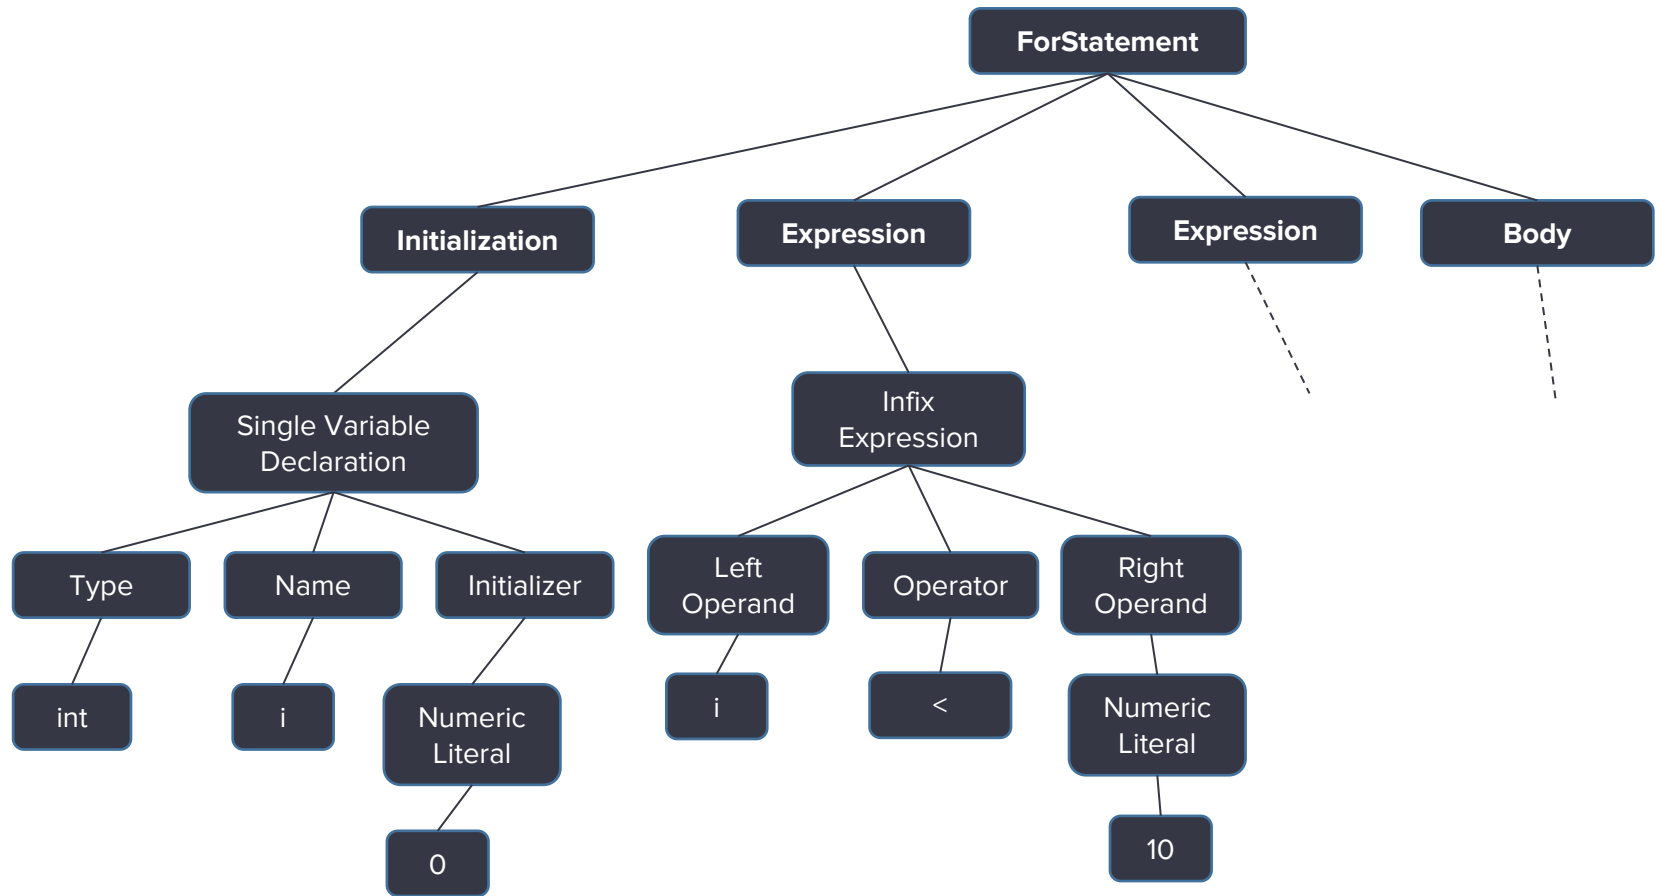 ForStatement
Initialization
Expression
Expression
Body
Single Variable
Declaration
Infix
Expression
Type
Name
Initializer
Left
Operand
Operator
Right
Operand
int
i
Numeric
Literal
i
<
Numeric
Literal
0
10